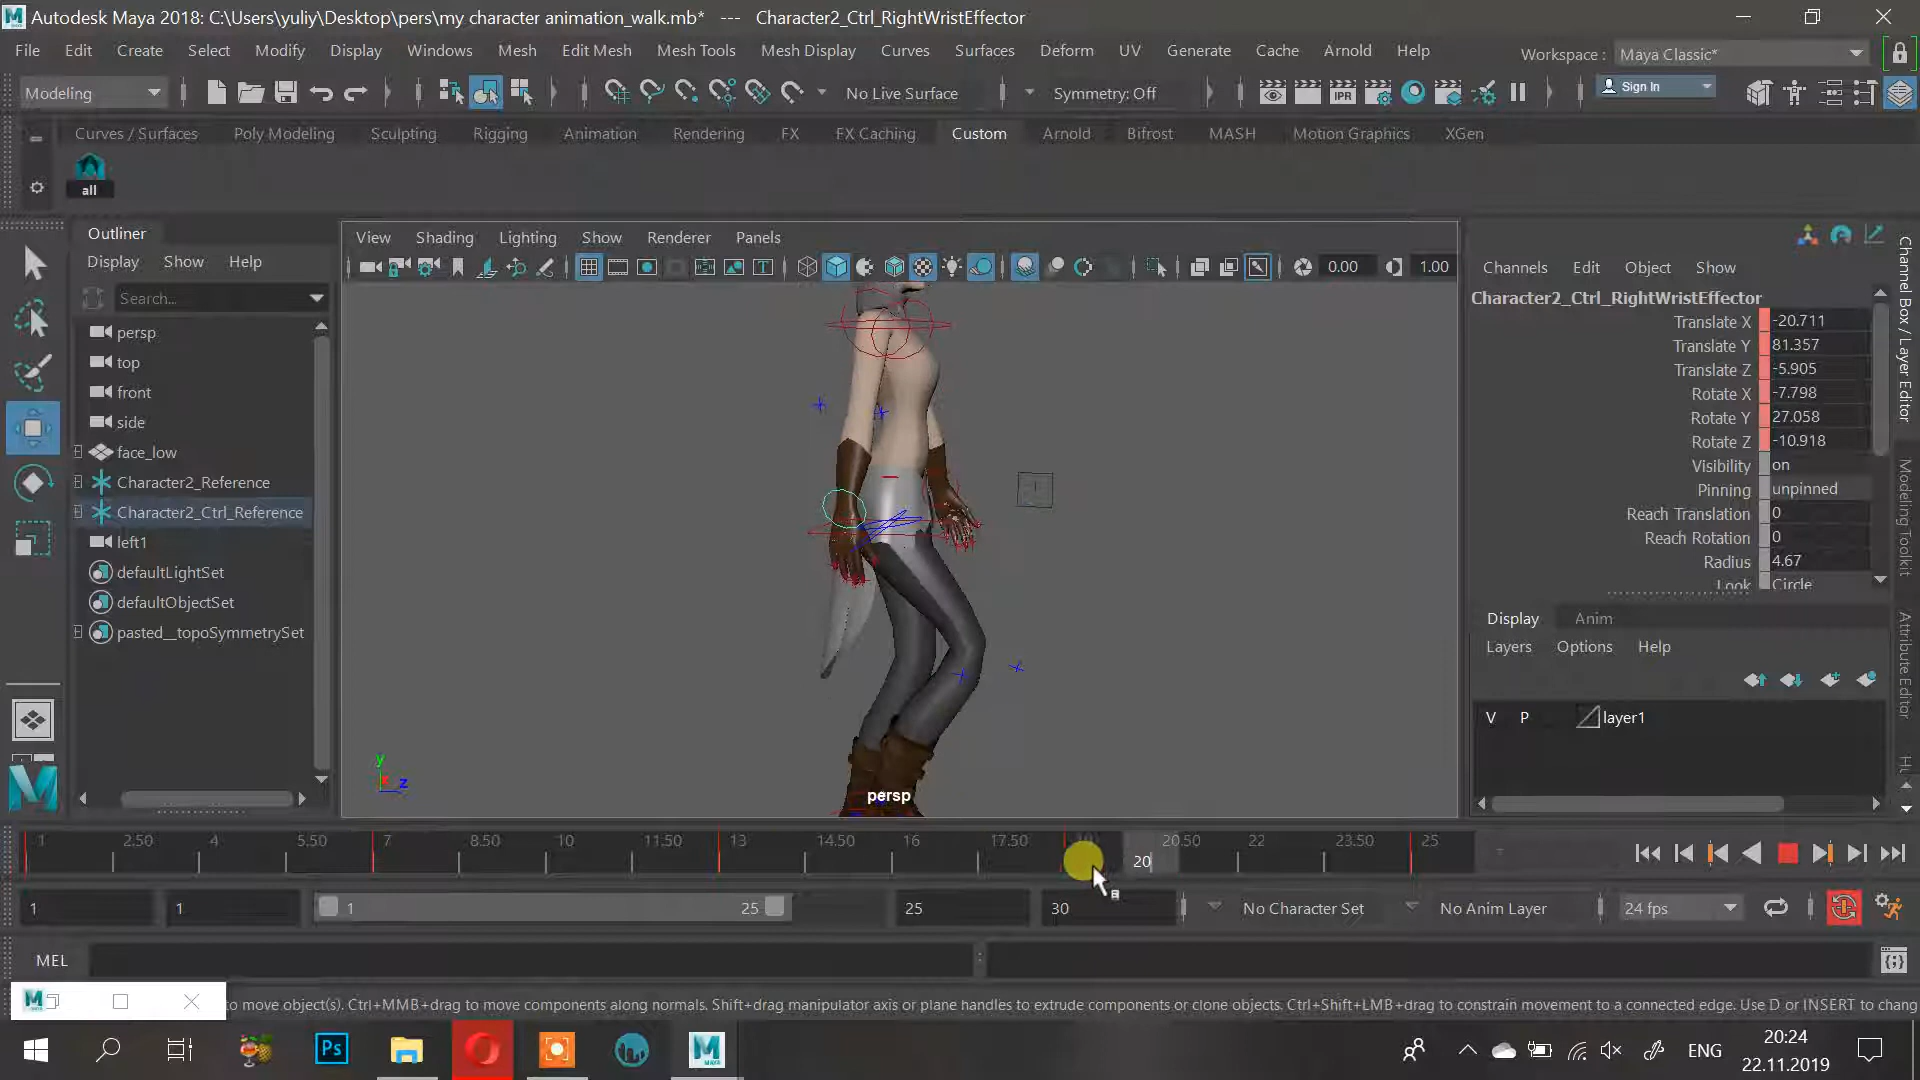 Autodesk Maya 2018: C:\Users\yuliy\Desktop\pers\my character animation_walk.mb* --- Character2_Ctrl_RightWristEffector
File Edit Create Select Modify Display Windows Mesh Edit Mesh Mesh Tools Mesh Display Curves Surfaces Deform UV Generate Cache Arnold Help Workspace : Maya Classic*
Modeling No Live Surface Symmetry: Off IPR Sign In
Curves / Surfaces Poly Modeling Sculpting Rigging Animation Rendering FX FX Caching Custom Arnold Bifrost MASH Motion Graphics XGen
all
Outliner
Display Show Help
Search...
persp
top
front
side
face_low
Character2_Reference
Character2_Ctrl_Reference
left1
defaultLightSet
defaultObjectSet
pasted__topoSymmetrySet
View Shading Lighting Show Renderer Panels
0.00 1.00
y
z
persp
Channels Edit Object Show
Character2_Ctrl_RightWristEffector
Translate X -20.711
Translate Y 81.357
Translate Z -5.905
Rotate X -7.798
Rotate Y 27.058
Rotate Z -10.918
Visibility on
Pinning unpinned
Reach Translation 0
Reach Rotation 0
Radius 4.67
Look Circle
Display Anim
Layers Options Help
V P layer1
Channel Box / Layer Editor
Modeling Toolkit
Attribute Editor
1 2.50 4 5.50 7 8.50 10 11.50 13 14.50 16 17.50 20.50 22 23.50 25
20
1 1 1 25 25 30 No Character Set No Anim Layer 24 fps
MEL
to move object(s). Ctrl+MMB+drag to move components along normals. Shift+drag manipulator axis or plane handles to extrude components or clone objects. Ctrl+Shift+LMB+drag to constrain movement to a connected edge. Use D or INSERT to chang
Ps
ENG
20:24
22.11.2019